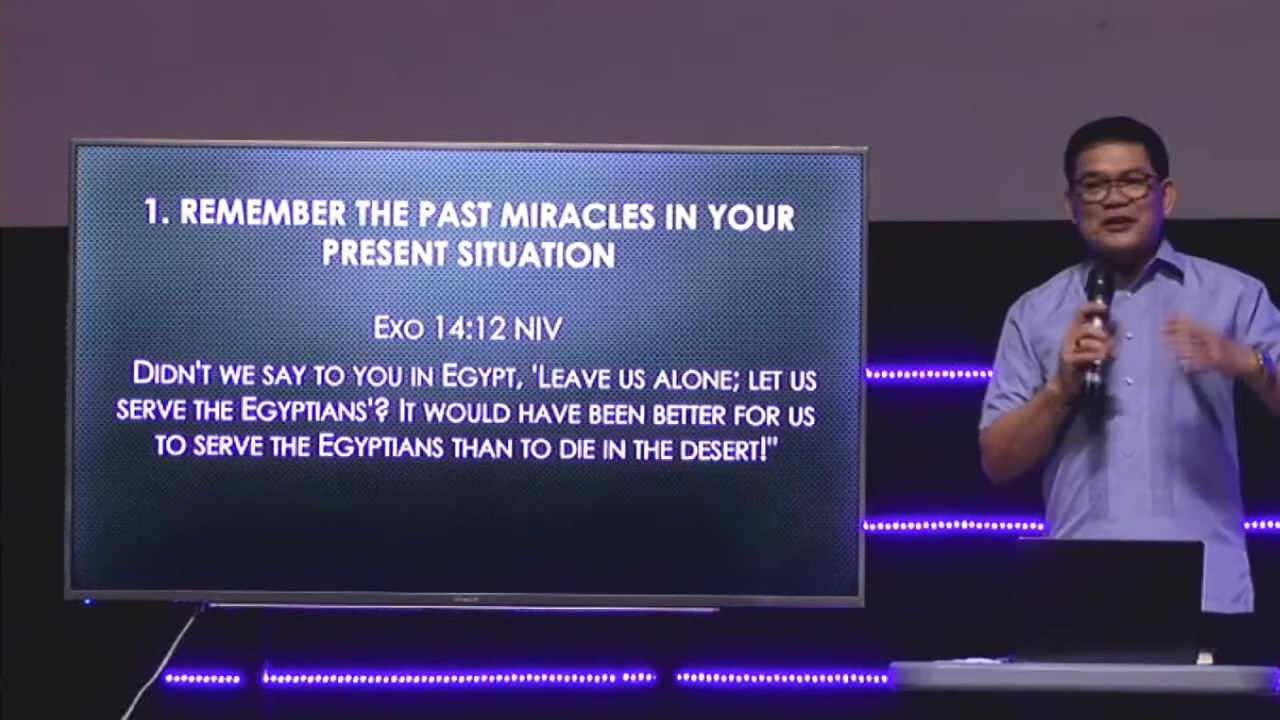 1. REMEMBER THE PAST MIRACLES IN YOUR
PRESENT SITUATION
EXO 14:12 NIV
DIDN'T WE SAY TO YOU IN EGYPT, 'LEAVE US ALONE; LET US
SERVE THE EGYPTIANS'? IT WOULD HAVE BEEN BETTER FOR US
TO SERVE THE EGYPTIANS THAN TO DIE IN THE DESERT!"